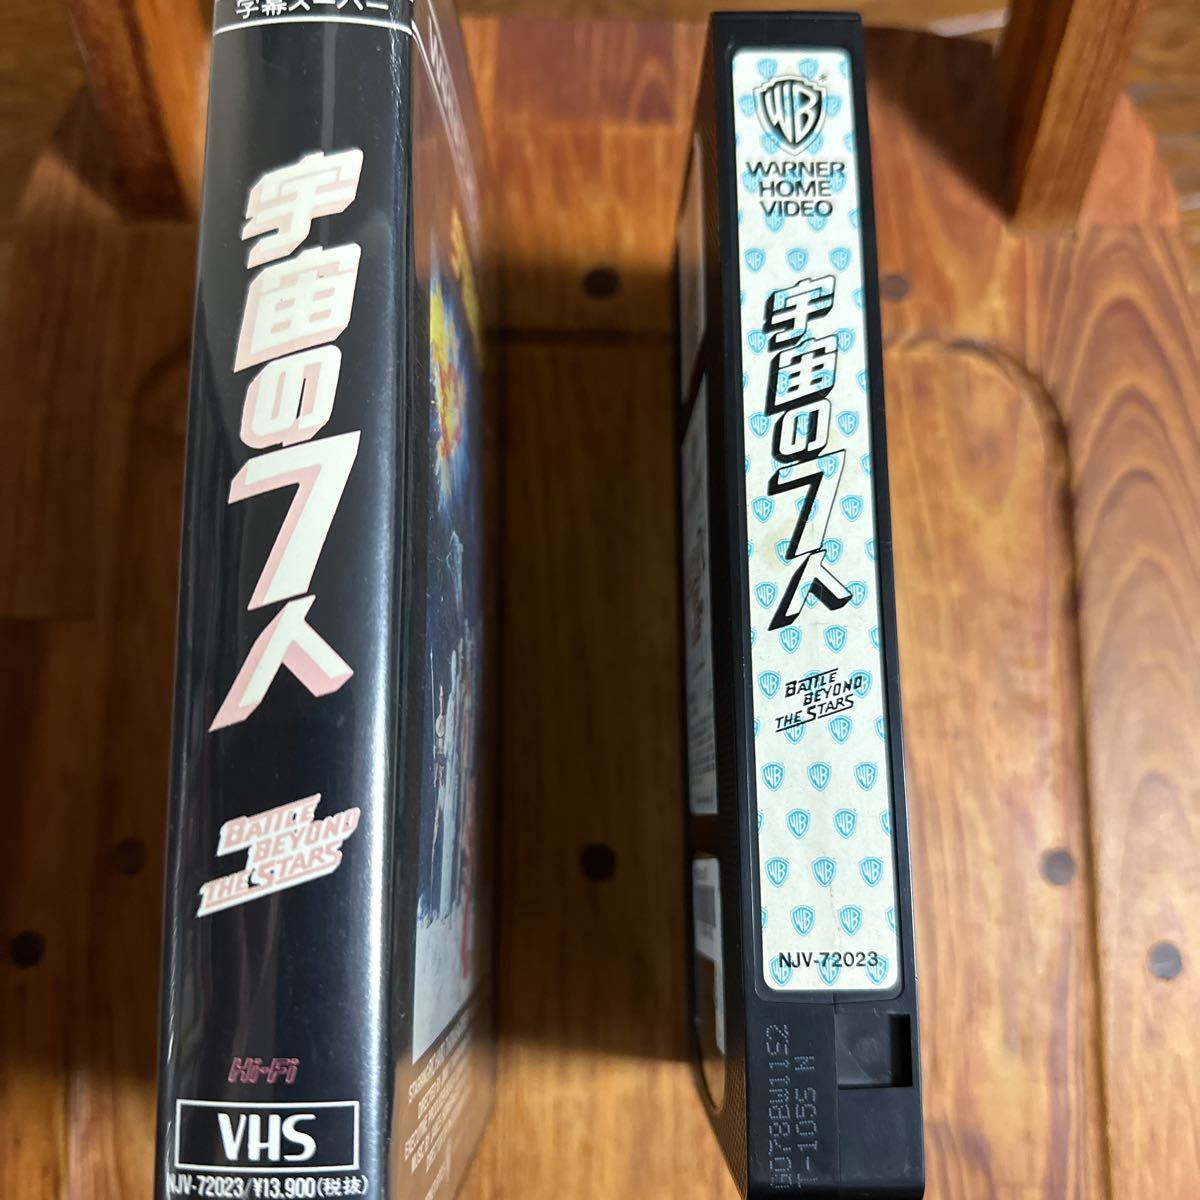 字幕スーパー
宇宙の7人
BATTLE
BEYOND
THE STARS
Hi-Fi
VHS
NJV-72023/¥13,900(税抜)
WB
WARNER
HOME
VIDEO
宇宙の7人
BATTLE
BEYOND
THE STARS
NJV-72023
T-1056 N